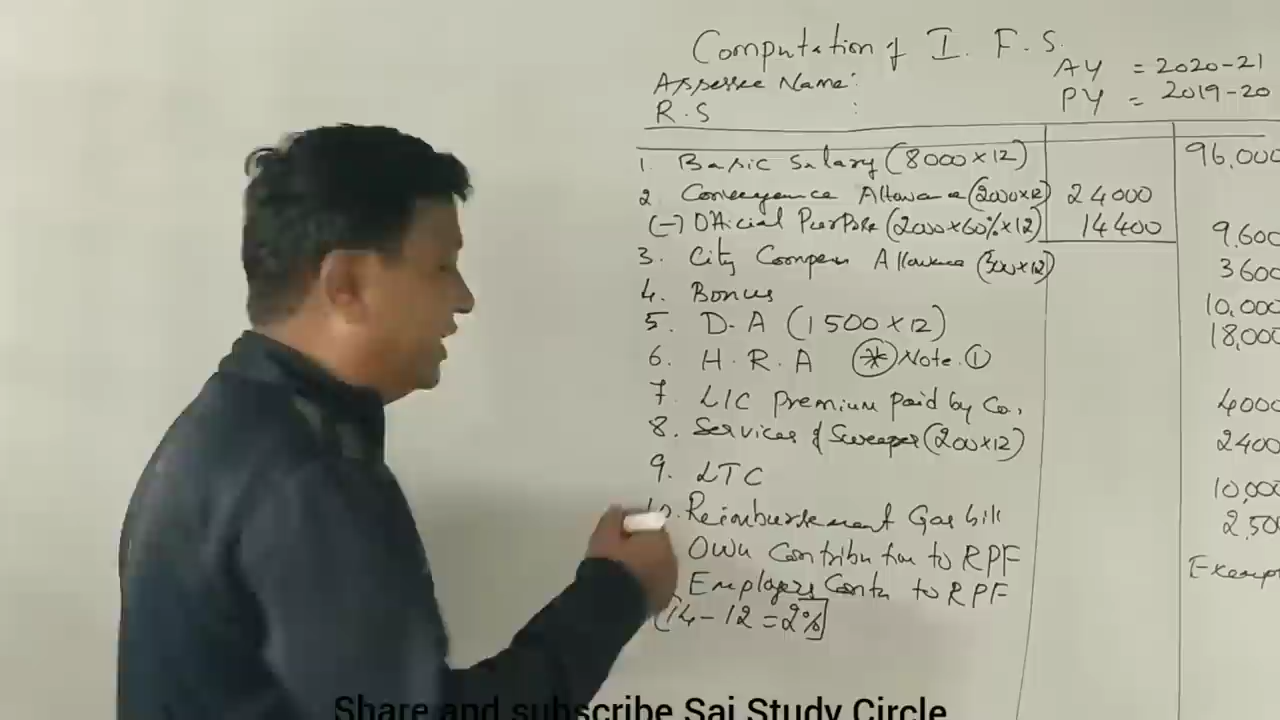 Computation of I. F. S.
AY = 2020-21
Assessee Name:
PY = 2019-20
R.S :
1. Basic Salary (8000×12) 96,000
2 Conveyance Allowance (2000×12) 24000
(-) Official Purpose (2000×60%×12) 14400 9,600
3. City Compen Allowance (300×12) 3600
4. Bonus 10,000
5. D.A (1500×12) 18,000
6. H.R.A (*) Note. ①
7. LIC premium paid by Co. 4000
8. Services of Sweeper (200×12) 2400
9. LTC 10,000
10. Reimbursement Gas bill 2,50
Own Contribution to RPF Exempt
Employers Contn to RPF
(14-12=2%)
Share and subscribe Sai Study Circle